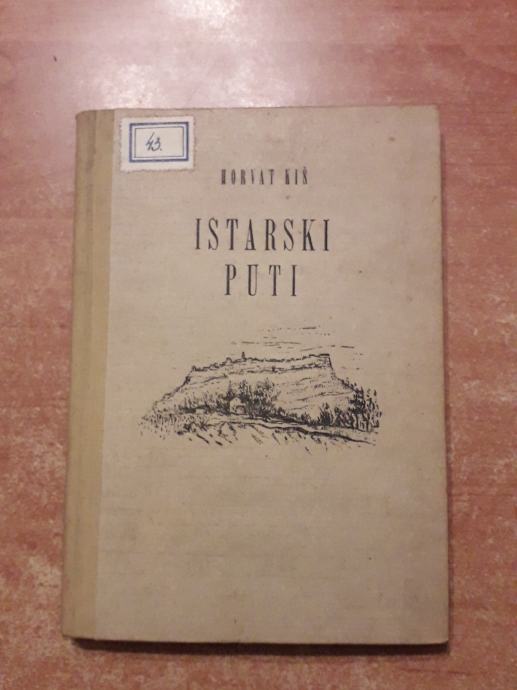 43.
HORVAT KIŠ
ISTARSKI
PUTI